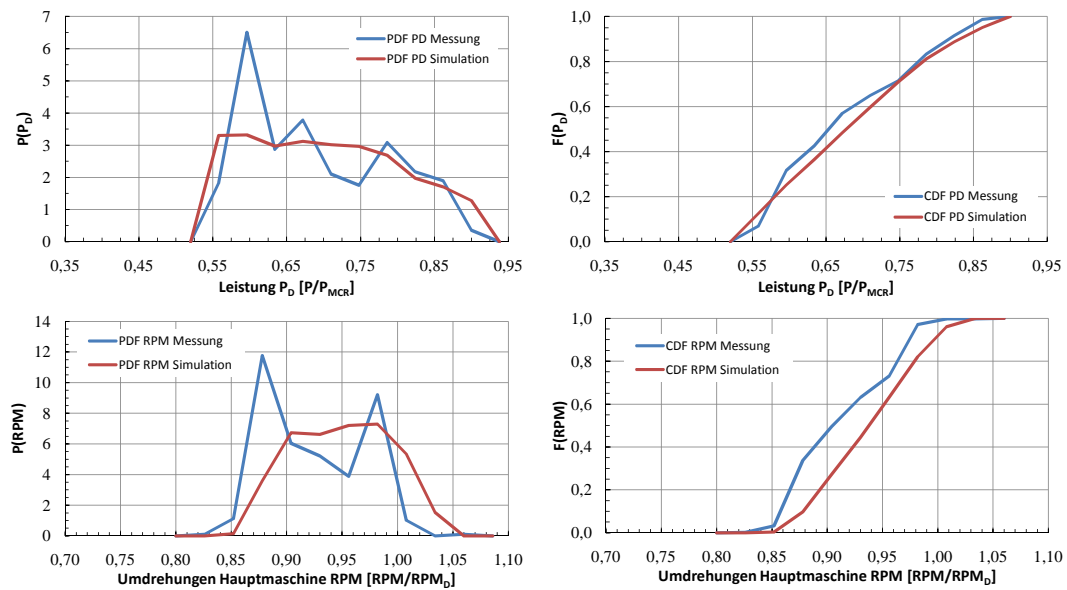 7
6
5
4
3
2
1
0
P(P_D)
PDF PD Messung
PDF PD Simulation
0,35 0,45 0,55 0,65 0,75 0,85 0,95
Leistung P_D [P/P_MCR]
1,0
0,8
0,6
0,4
0,2
0,0
F(P_D)
CDF PD Messung
CDF PD Simulation
0,35 0,45 0,55 0,65 0,75 0,85 0,95
Leistung P_D [P/P_MCR]
14
12
10
8
6
4
2
0
P(RPM)
PDF RPM Messung
PDF RPM Simulation
0,70 0,75 0,80 0,85 0,90 0,95 1,00 1,05 1,10
Umdrehungen Hauptmaschine RPM [RPM/RPM_D]
1,0
0,8
0,6
0,4
0,2
0,0
F(RPM)
CDF RPM Messung
CDF RPM Simulation
0,70 0,75 0,80 0,85 0,90 0,95 1,00 1,05 1,10
Umdrehungen Hauptmaschine RPM [RPM/RPM_D]